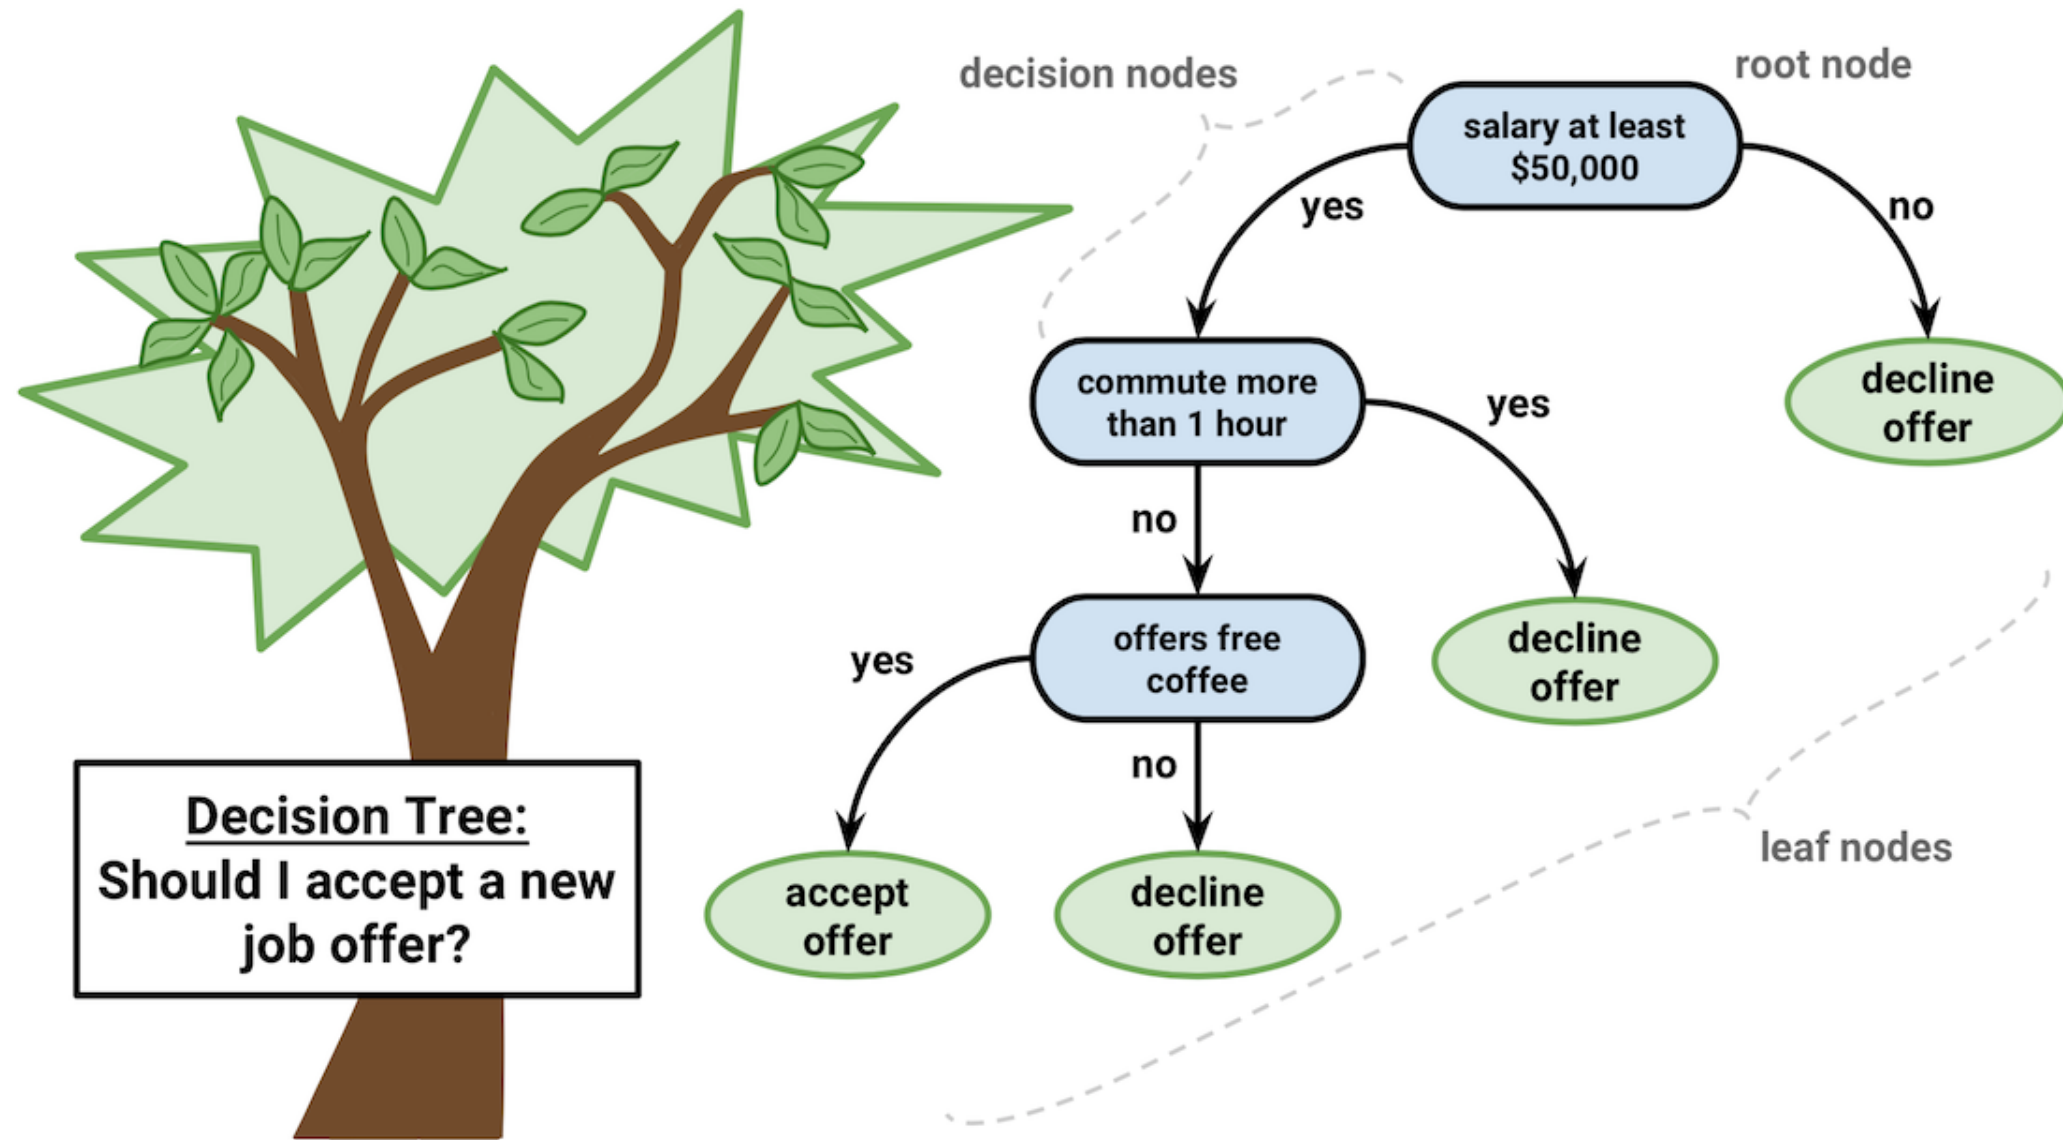 decision nodes
root node
salary at least
$50,000
yes
no
commute more
than 1 hour
yes
decline
offer
no
offers free
coffee
decline
offer
yes
no
leaf nodes
accept
offer
decline
offer
Decision Tree:
Should I accept a new
job offer?